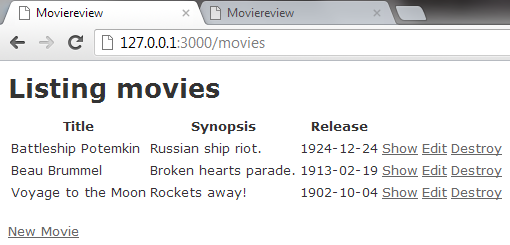 Moviereview Moviereview
127.0.0.1:3000/movies
Listing movies
Title Synopsis Release
Battleship Potemkin Russian ship riot. 1924-12-24 Show Edit Destroy
Beau Brummel Broken hearts parade. 1913-02-19 Show Edit Destroy
Voyage to the Moon Rockets away! 1902-10-04 Show Edit Destroy
New Movie